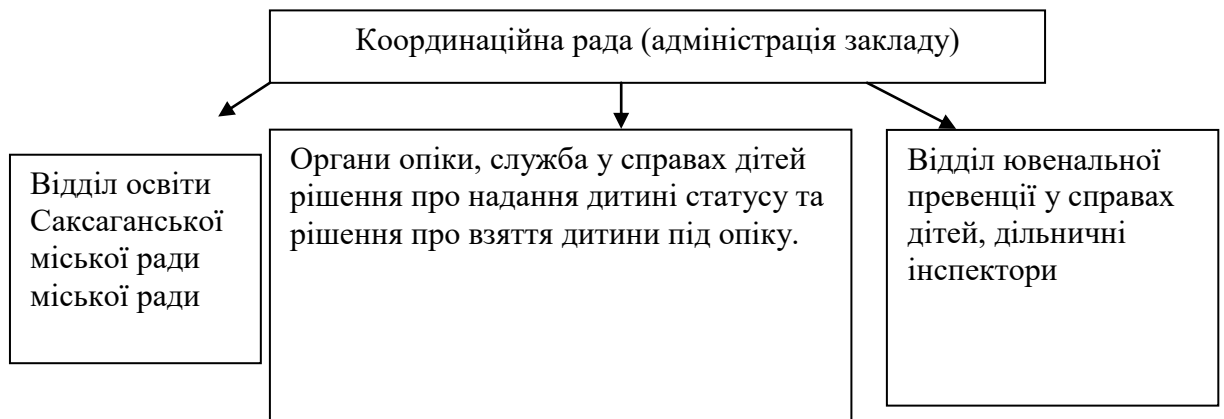 Координаційна рада (адміністрація закладу)
Відділ освіти
Саксаганської
міської ради
міської ради
Органи опіки, служба у справах дітей
рішення про надання дитині статусу та
рішення про взяття дитини під опіку.
Відділ ювенальної
превенції у справах
дітей, дільничні
інспектори